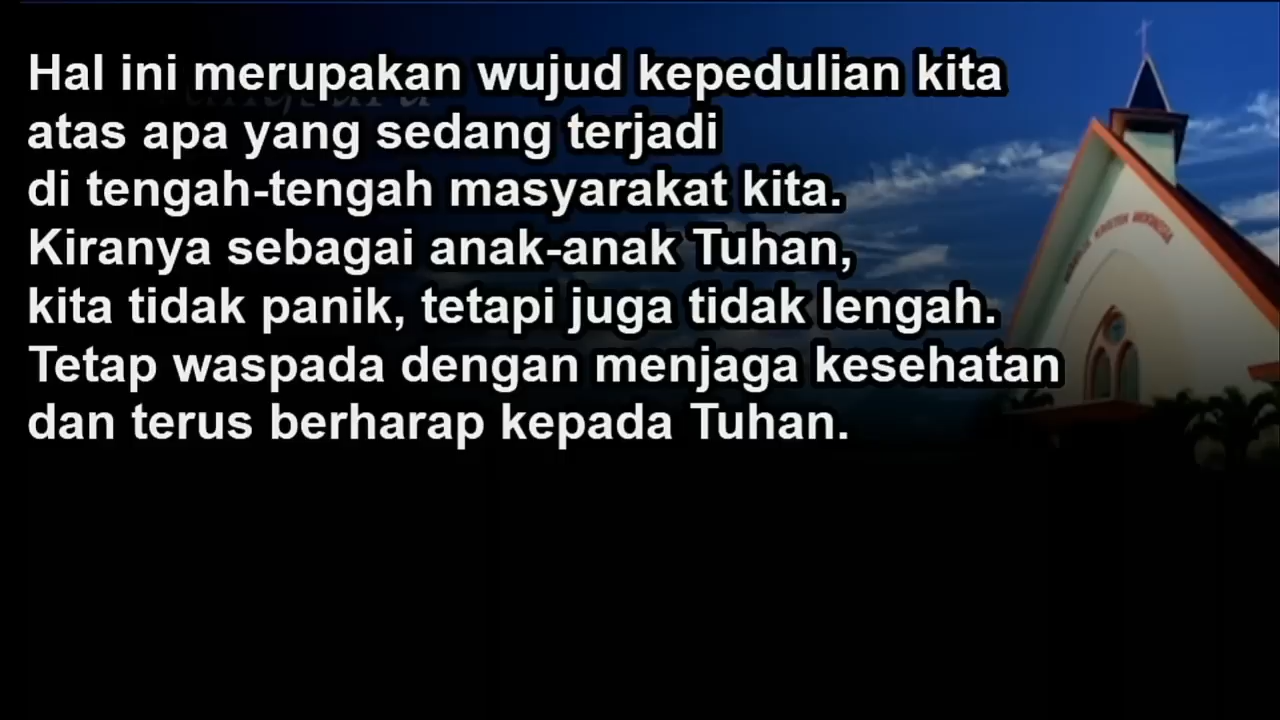 Hal ini merupakan wujud kepedulian kita
atas apa yang sedang terjadi
di tengah-tengah masyarakat kita.
Kiranya sebagai anak-anak Tuhan,
kita tidak panik, tetapi juga tidak lengah.
Tetap waspada dengan menjaga kesehatan
dan terus berharap kepada Tuhan.